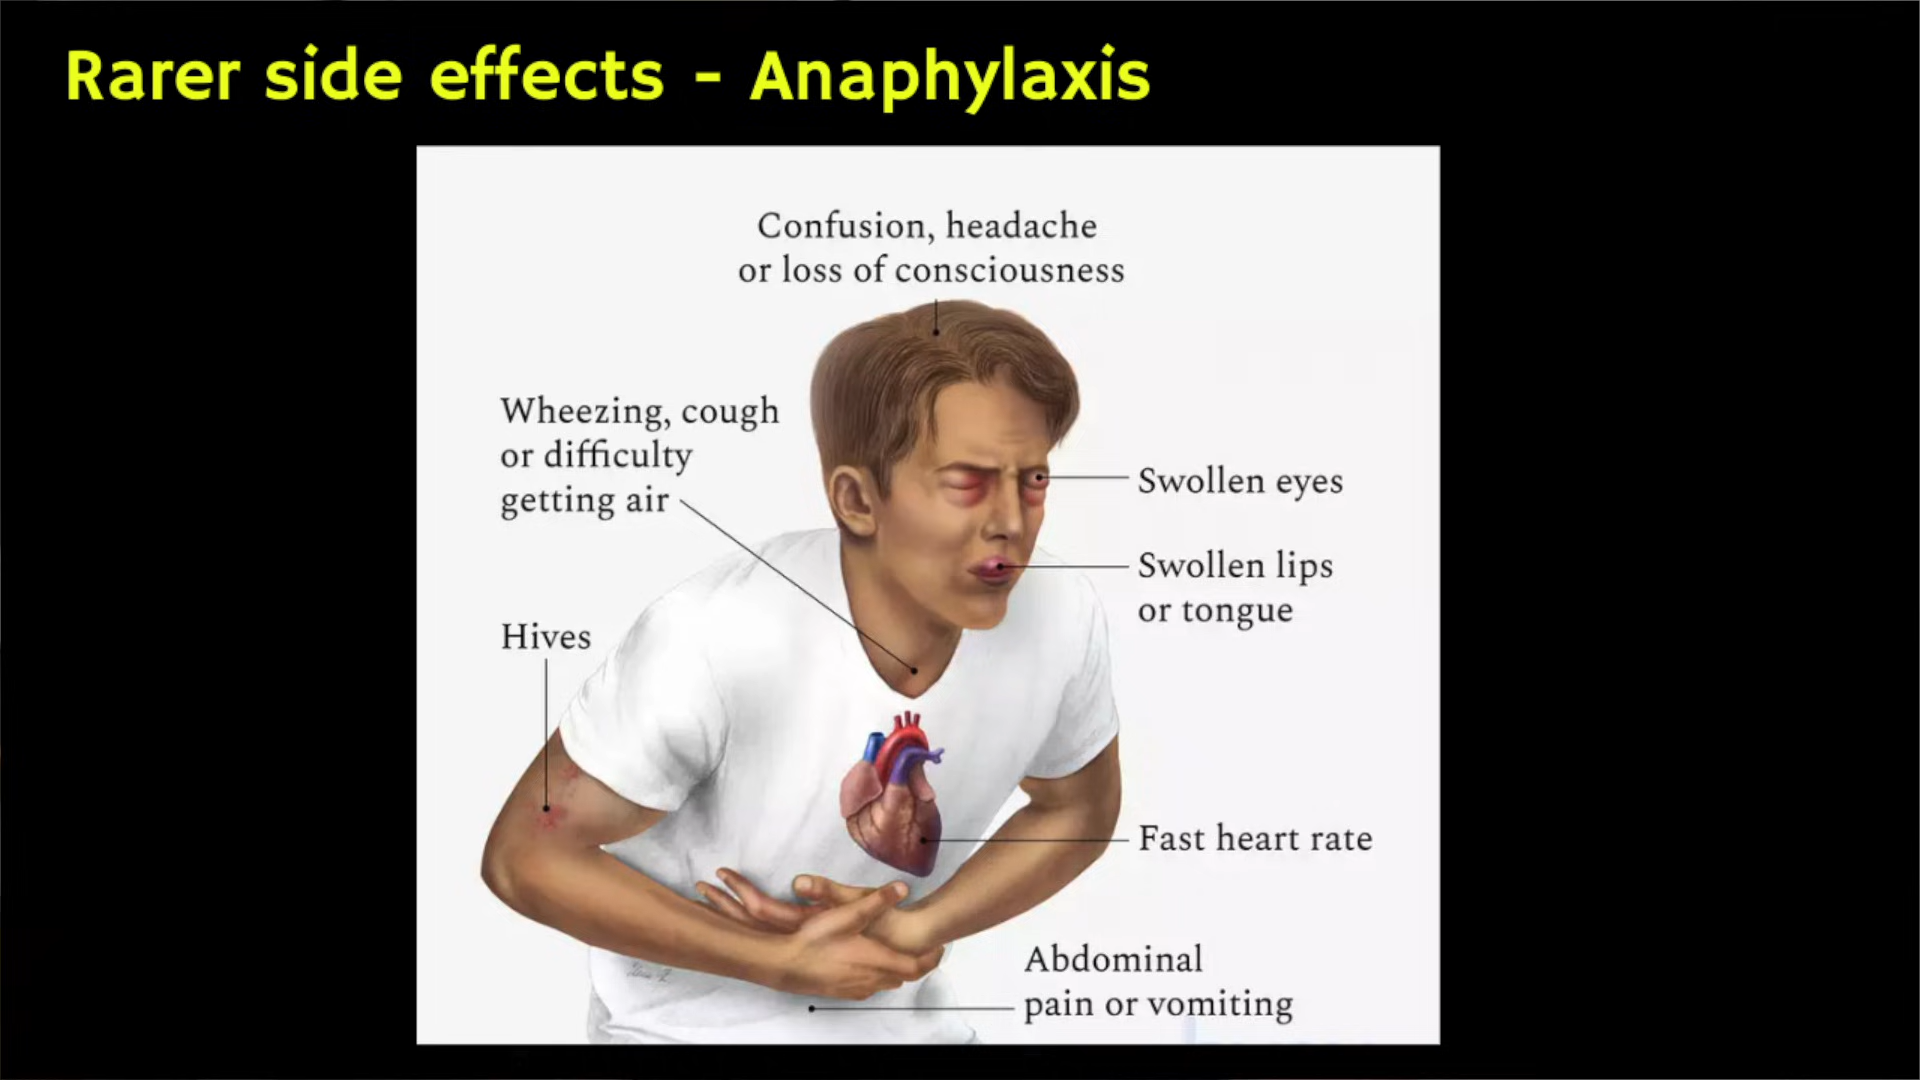 Rarer side effects - Anaphylaxis
Confusion, headache
or loss of consciousness
Wheezing, cough
or difficulty
getting air
Swollen eyes
Swollen lips
or tongue
Hives
Fast heart rate
Abdominal
pain or vomiting